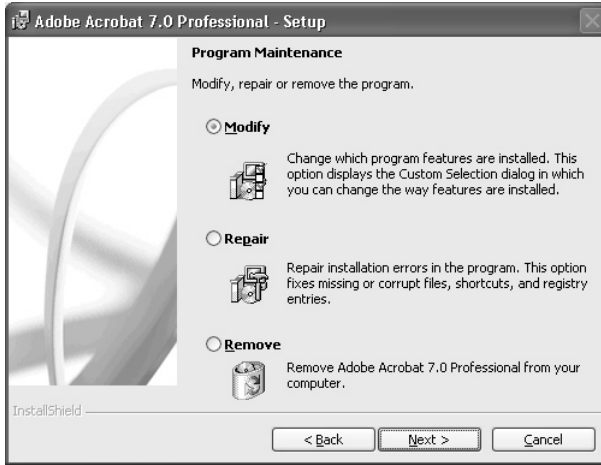 Adobe Acrobat 7.0 Professional - Setup
Program Maintenance
Modify, repair or remove the program.
Modify
Change which program features are installed. This
option displays the Custom Selection dialog in which
you can change the way features are installed.
Repair
Repair installation errors in the program. This option
fixes missing or corrupt files, shortcuts, and registry
entries.
Remove
Remove Adobe Acrobat 7.0 Professional from your
computer.
InstallShield
< Back Next > Cancel